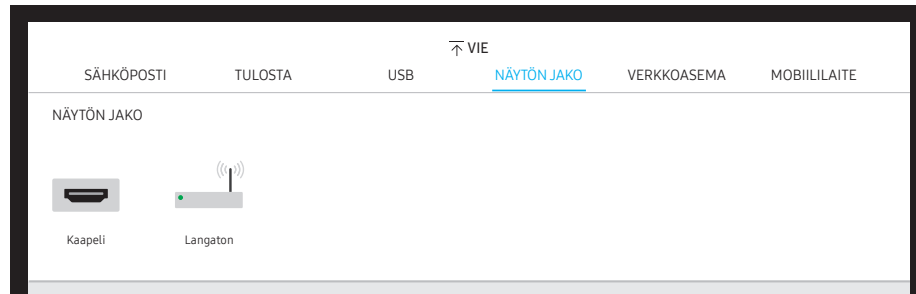 VIE
SÄHKÖPOSTI TULOSTA USB NÄYTÖN JAKO VERKKOASEMA MOBIILILAITE
NÄYTÖN JAKO
Kaapeli Langaton